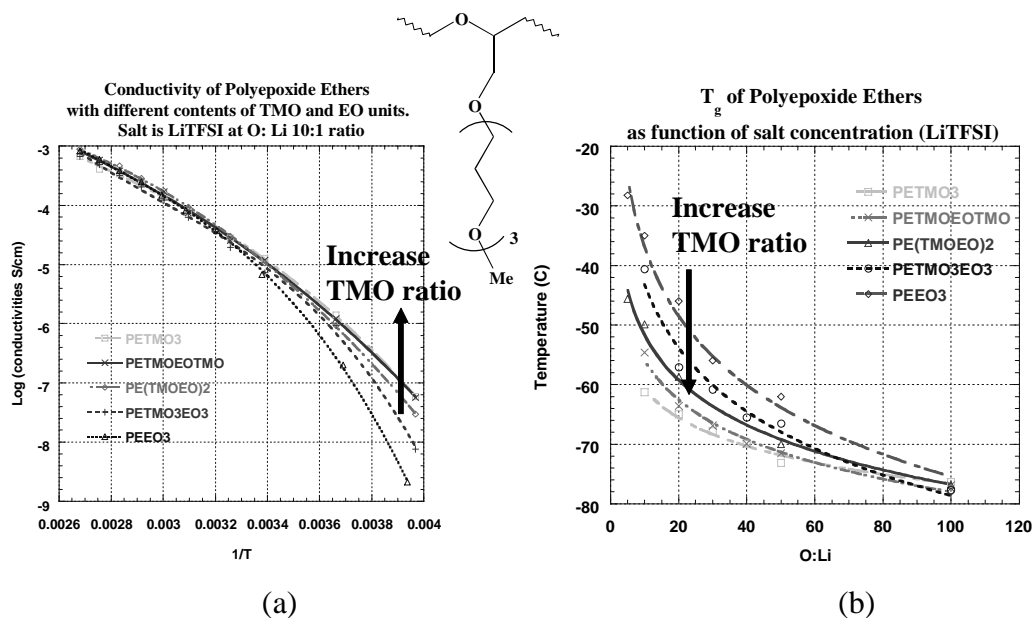 Conductivity of Polyepoxide Ethers
with different contents of TMO and EO units.
Salt is LiTFSI at O: Li 10:1 ratio
-3
-4
-5
-6
-7
-8
-9
Log (conductivities S/cm)
0.0026
0.0028
0.003
0.0032
0.0034
0.0036
0.0038
0.004
1/T
PETMO3
PETMOEOTMO
PE(TMOEO)2
PETMO3EO3
PEEO3
Increase
TMO ratio
(a)
O
O
O
3
Me
Tg of Polyepoxide Ethers
as function of salt concentration (LiTFSI)
-20
-30
-40
-50
-60
-70
-80
Temperature (C)
0
20
40
60
80
100
120
O:Li
Increase
TMO ratio
PETMO3
PETMOEOTMO
PE(TMOEO)2
PETMO3EO3
PEEO3
(b)